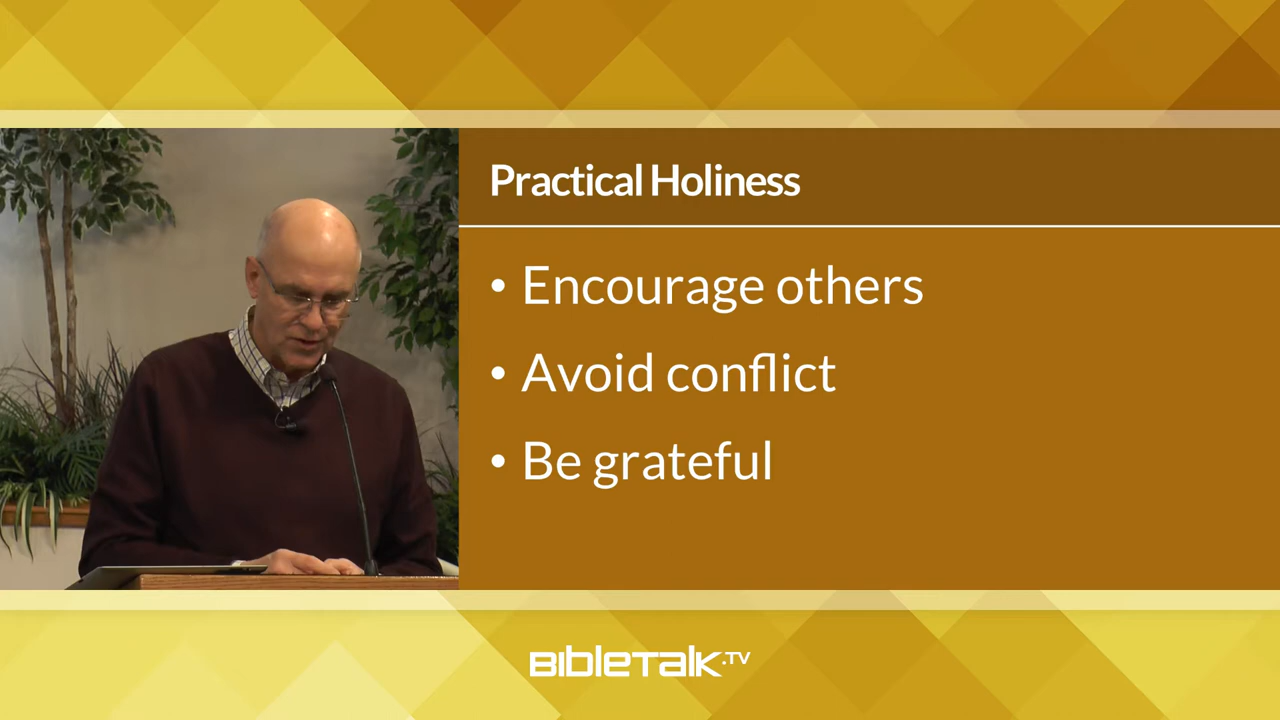 Practical Holiness
• Encourage others
• Avoid conflict
• Be grateful
BibleTalk.TV